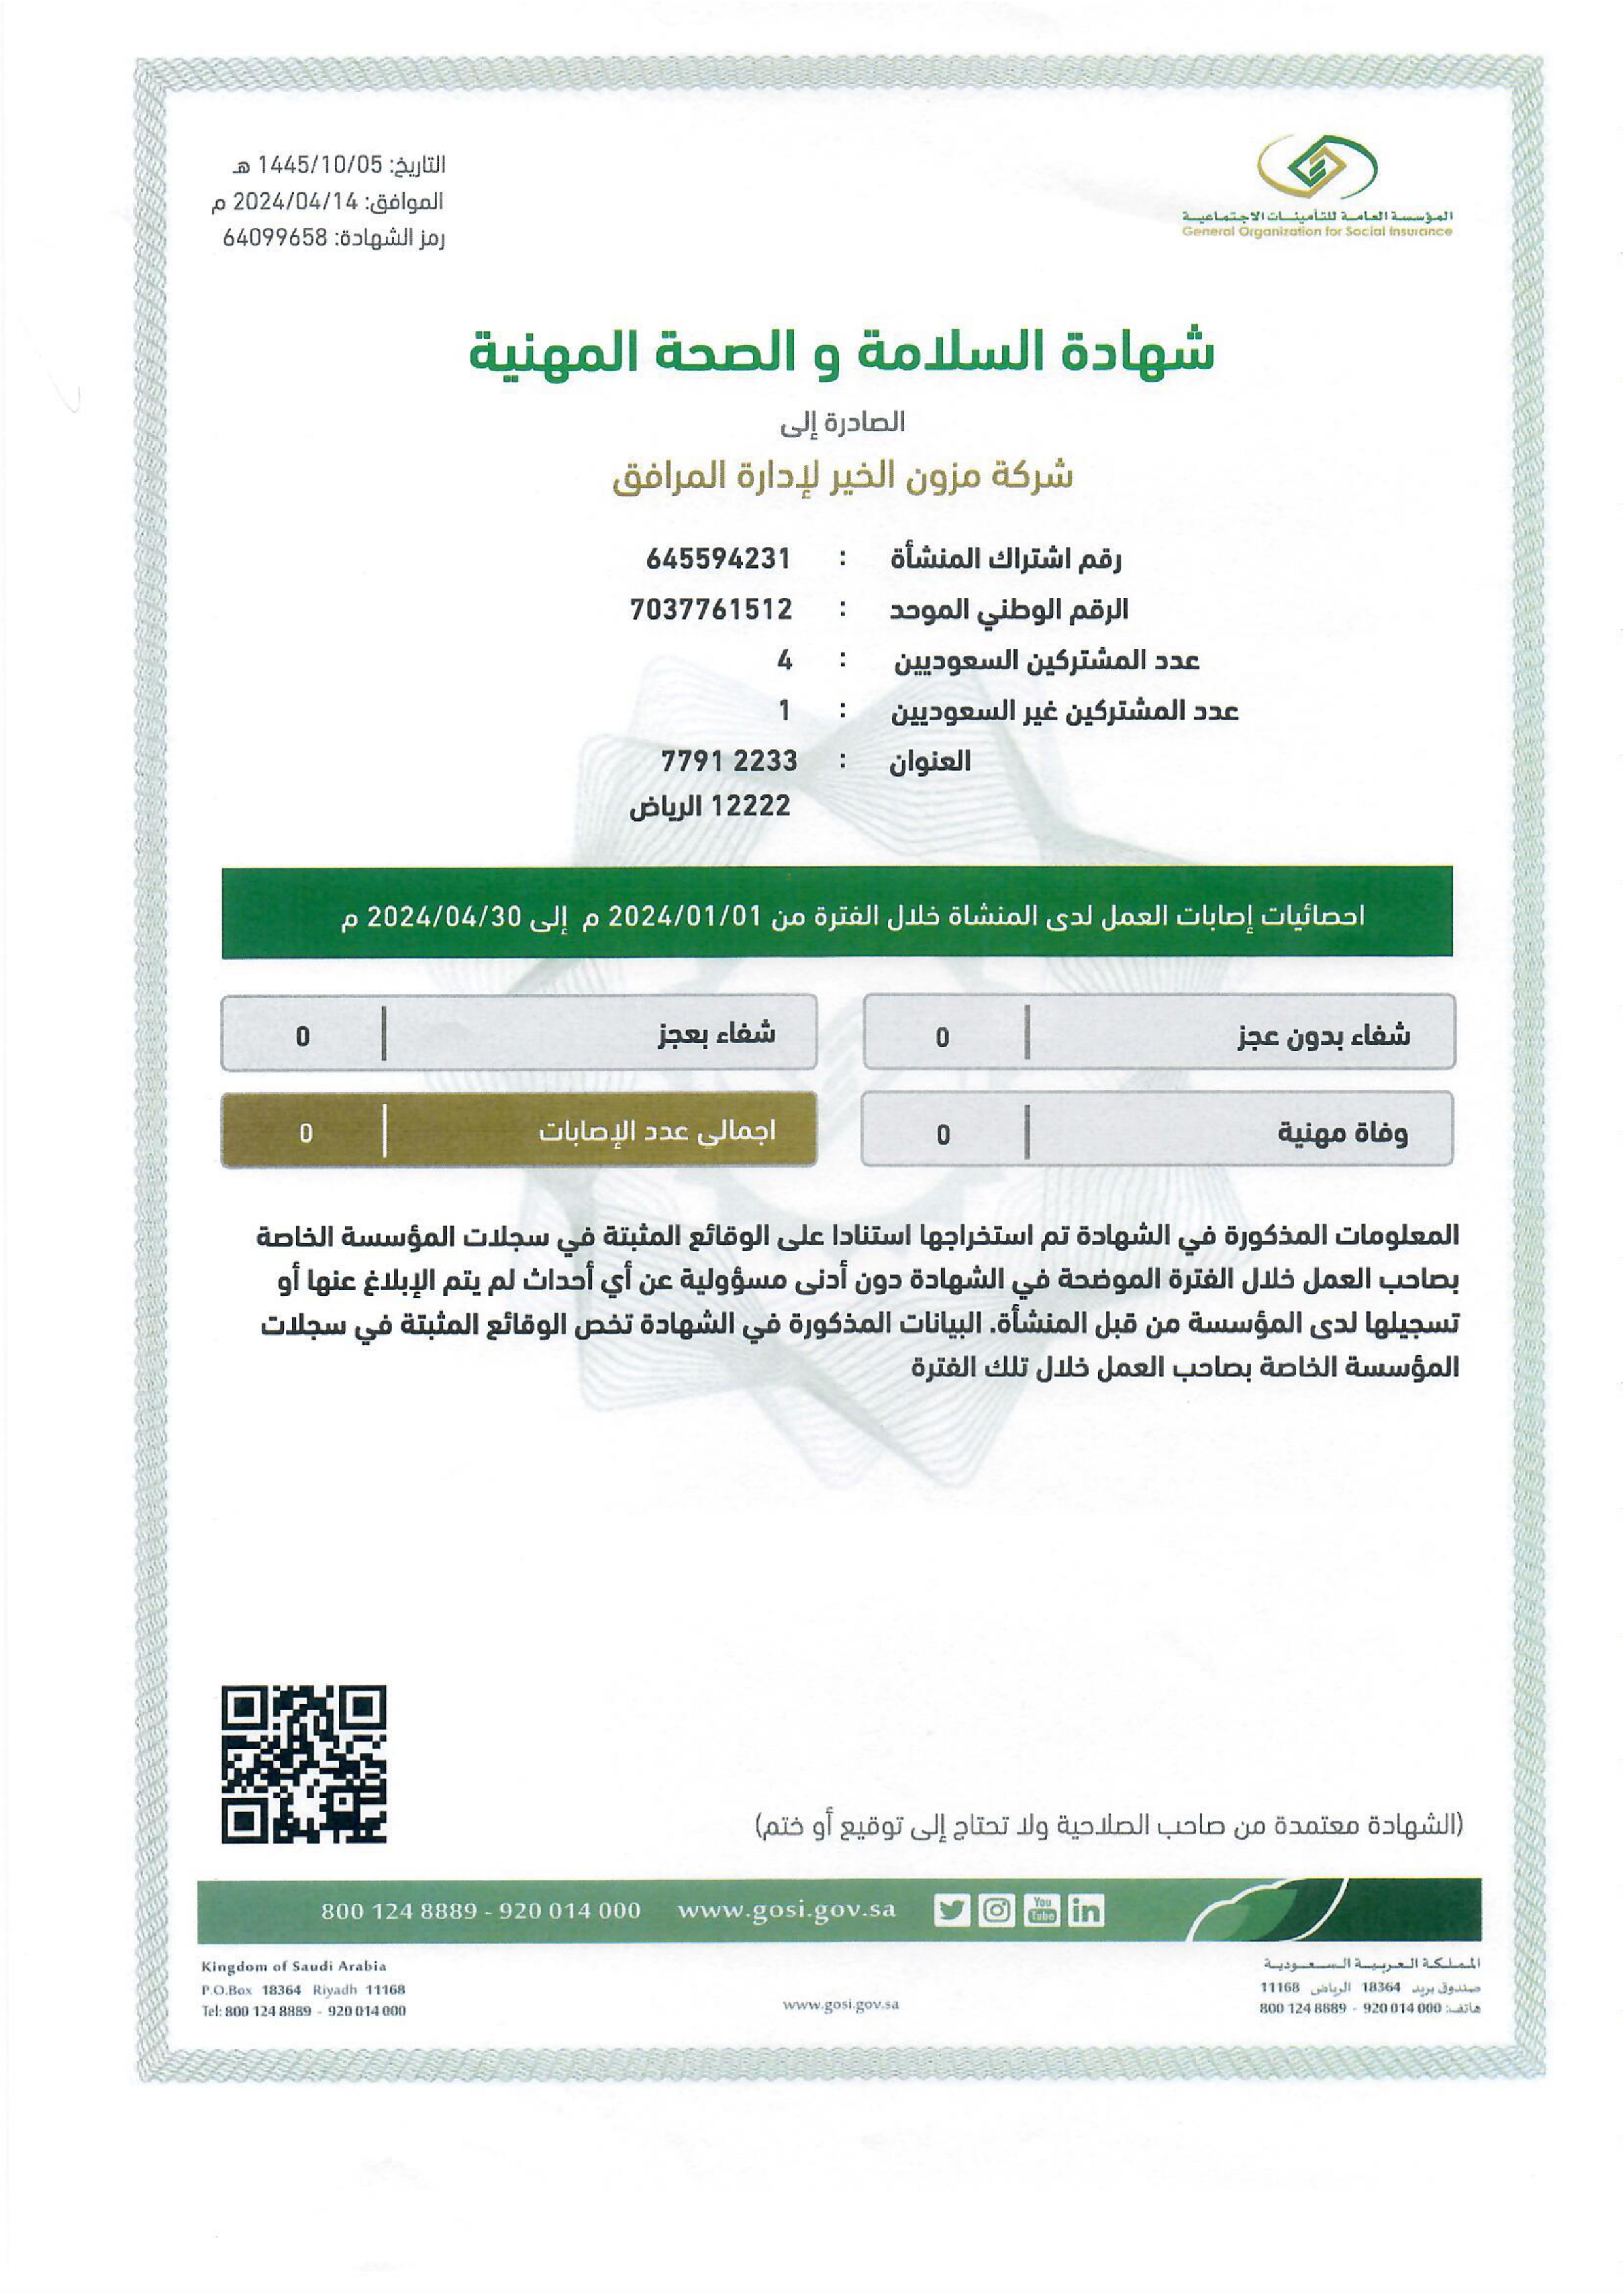 المؤسسة العامة للتأمينات الاجتماعية
General Organization for Social Insurance
التاريخ: 1445/10/05 هـ
الموافق: 2024/04/14 م
رمز الشهادة: 64099658
شهادة السلامة و الصحة المهنية
الصادرة إلى
شركة مزون الخير لإدارة المرافق
رقم اشتراك المنشأة : 645594231
الرقم الوطني الموحد : 7037761512
عدد المشتركين السعوديين : 4
عدد المشتركين غير السعوديين : 1
العنوان : 2233 7791
12222 الرياض
احصائيات إصابات العمل لدى المنشاة خلال الفترة من 2024/01/01 م إلى 2024/04/30 م
شفاء بدون عجز 0
شفاء بعجز 0
وفاة مهنية 0
اجمالي عدد الإصابات 0
المعلومات المذكورة في الشهادة تم استخراجها استنادا على الوقائع المثبتة في سجلات المؤسسة الخاصة
بصاحب العمل خلال الفترة الموضحة في الشهادة دون أدنى مسؤولية عن أي أحداث لم يتم الإبلاغ عنها أو
تسجيلها لدى المؤسسة من قبل المنشأة. البيانات المذكورة في الشهادة تخص الوقائع المثبتة في سجلات
المؤسسة الخاصة بصاحب العمل خلال تلك الفترة
(الشهادة معتمدة من صاحب الصلاحية ولا تحتاج إلى توقيع أو ختم)
800 124 8889 - 920 014 000 www.gosi.gov.sa You Tube in
المملكة العربية السعودية
صندوق بريد 18364 الرياض 11168
هاتف: 920 014 000 - 800 124 8889
www.gosi.gov.sa
Kingdom of Saudi Arabia
P.O.Box 18364 Riyadh 11168
Tel: 800 124 8889 - 920 014 000